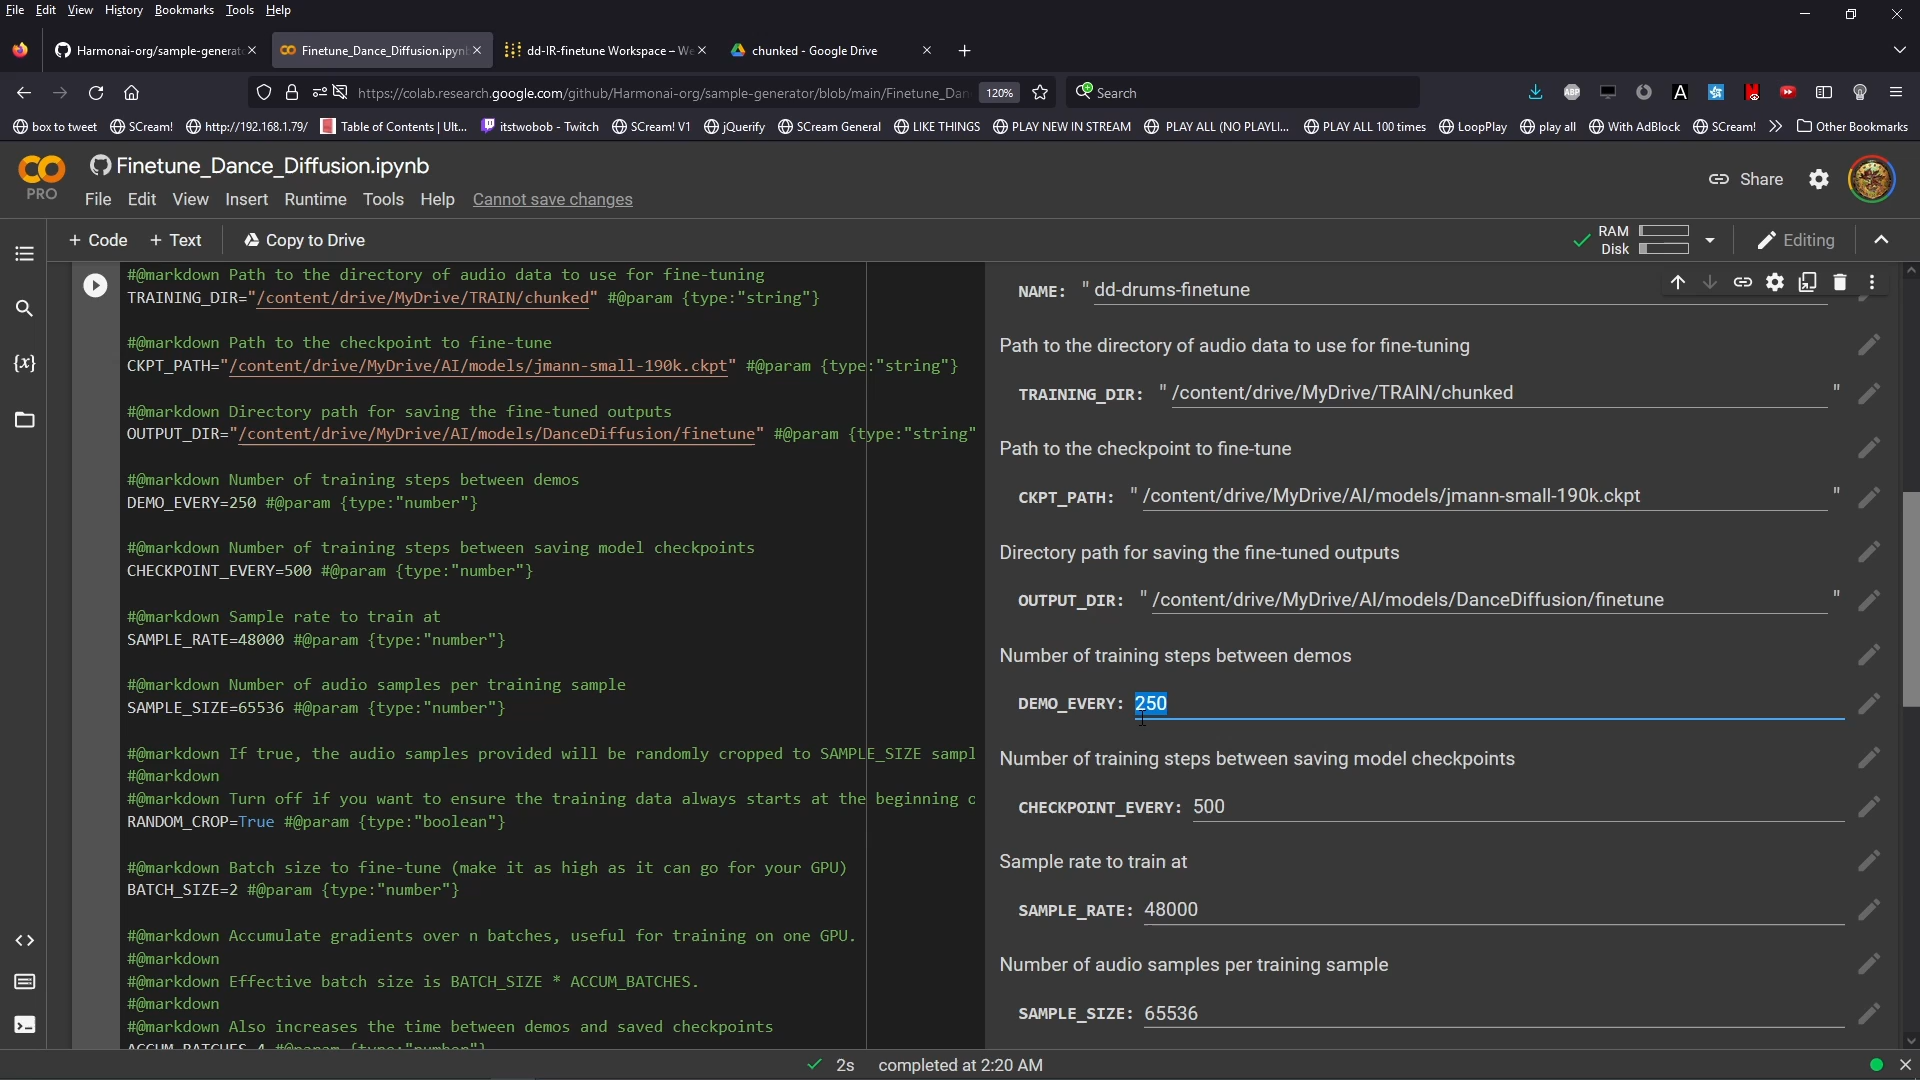 File Edit View History Bookmarks Tools Help
Harmonai-org/sample-generat Finetune_Dance_Diffusion.ipyn dd-IR-finetune Workspace – We chunked - Google Drive
https://colab.research.google.com/github/Harmonai-org/sample-generator/blob/main/Finetune_Dan 120% Search
box to tweet SCream! http://192.168.1.79/ Table of Contents | Ult... itstwobob - Twitch SCream! V1 jQuerify SCream General LIKE THINGS PLAY NEW IN STREAM PLAY ALL (NO PLAYLI... PLAY ALL 100 times LoopPlay play all With AdBlock SCream! Other Bookmarks
Finetune_Dance_Diffusion.ipynb
PRO
File Edit View Insert Runtime Tools Help Cannot save changes
Share
+ Code + Text Copy to Drive
RAM
Disk
Editing
#@markdown Path to the directory of audio data to use for fine-tuning
TRAINING_DIR="/content/drive/MyDrive/TRAIN/chunked" #@param {type:"string"}
#@markdown Path to the checkpoint to fine-tune
CKPT_PATH="/content/drive/MyDrive/AI/models/jmann-small-190k.ckpt" #@param {type:"string"}
#@markdown Directory path for saving the fine-tuned outputs
OUTPUT_DIR="/content/drive/MyDrive/AI/models/DanceDiffusion/finetune" #@param {type:"string"
#@markdown Number of training steps between demos
DEMO_EVERY=250 #@param {type:"number"}
#@markdown Number of training steps between saving model checkpoints
CHECKPOINT_EVERY=500 #@param {type:"number"}
#@markdown Sample rate to train at
SAMPLE_RATE=48000 #@param {type:"number"}
#@markdown Number of audio samples per training sample
SAMPLE_SIZE=65536 #@param {type:"number"}
#@markdown If true, the audio samples provided will be randomly cropped to SAMPLE_SIZE sampl
#@markdown
#@markdown Turn off if you want to ensure the training data always starts at the beginning o
RANDOM_CROP=True #@param {type:"boolean"}
#@markdown Batch size to fine-tune (make it as high as it can go for your GPU)
BATCH_SIZE=2 #@param {type:"number"}
#@markdown Accumulate gradients over n batches, useful for training on one GPU.
#@markdown
#@markdown Effective batch size is BATCH_SIZE * ACCUM_BATCHES.
#@markdown
#@markdown Also increases the time between demos and saved checkpoints
ACCUM_BATCHES=4 #@param {type:"number"}
NAME: " dd-drums-finetune
Path to the directory of audio data to use for fine-tuning
TRAINING_DIR: " /content/drive/MyDrive/TRAIN/chunked "
Path to the checkpoint to fine-tune
CKPT_PATH: " /content/drive/MyDrive/AI/models/jmann-small-190k.ckpt "
Directory path for saving the fine-tuned outputs
OUTPUT_DIR: " /content/drive/MyDrive/AI/models/DanceDiffusion/finetune "
Number of training steps between demos
DEMO_EVERY: 250
Number of training steps between saving model checkpoints
CHECKPOINT_EVERY: 500
Sample rate to train at
SAMPLE_RATE: 48000
Number of audio samples per training sample
SAMPLE_SIZE: 65536
2s completed at 2:20 AM